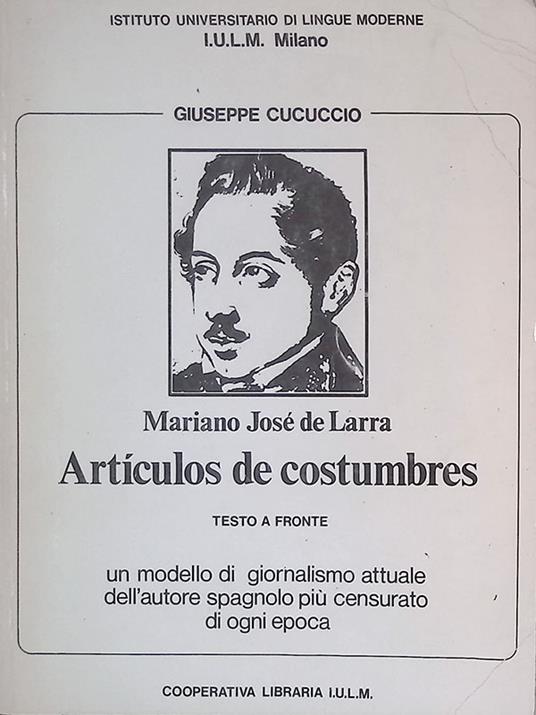 ISTITUTO UNIVERSITARIO DI LINGUE MODERNE
I.U.L.M. Milano
GIUSEPPE CUCUCCIO
Mariano José de Larra
Artículos de costumbres
TESTO A FRONTE
un modello di giornalismo attuale
dell'autore spagnolo più censurato
di ogni epoca
COOPERATIVA LIBRARIA I.U.L.M.